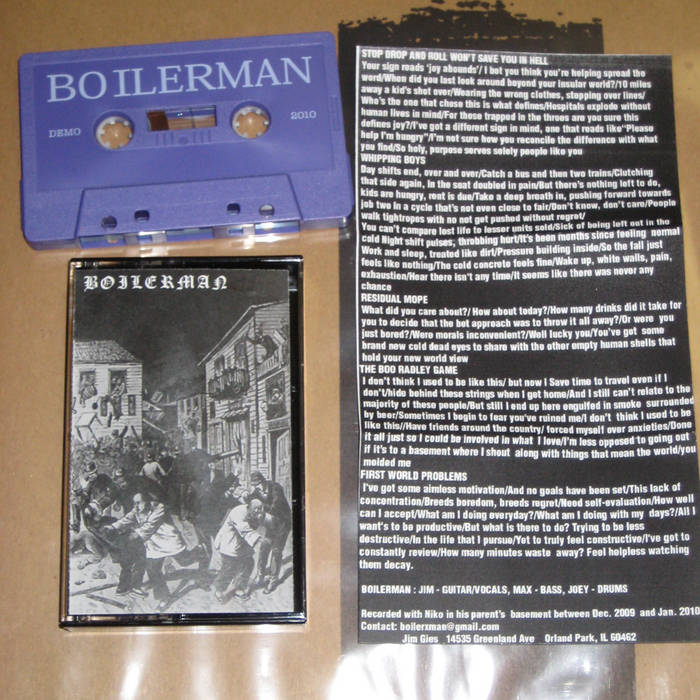 BOILERMAN
DEMO
2010
BOILERMAN
STOP DROP AND ROLL WON'T SAVE YOU IN HELL
Your sign reads 'joy abounds'/I bet you think you're helping spread the
word/When did you last look around beyond your insular world?/10 miles
away a kid's shot over/Wearing the wrong clothes, stepping over lines/
Who's the one that chose this is what defines/Hospitals explode without
human lives in mind/For those trapped in the throes are you sure this
defines joy?/I've got a different sign in mind, one that reads like"Please
help I'm hungry"/I'm not sure how you reconcile the difference with what
you find/So holy, purpose serves solely people like you
WHIPPING BOYS
Day shifts end, over and over/Catch a bus and then two trains/Clutching
that side again, in the seat doubled in pain/But there's nothing left to do,
kids are hungry, rent is due/Take a deep breath in, pushing forward towards
job two in a cycle that's not even close to fair/Don't know, don't care/People
walk tightropes with no net get pushed without regret/
You can't compare lost life to lesser units sold/Sick of being left out in the
cold Night shift pulses, throbbing hurt/It's been months since feeling normal
Work and sleep, treated like dirt/Pressure building inside/So the fall just
feels like nothing/The cold concrete feels fine/Wake up, white walls, pain,
exhaustion/Hear there isn't any time/It seems like there was never any
chance
RESIDUAL MOPE
What did you care about?/ How about today?/How many drinks did it take for
you to decide that the bet approach was to throw it all away?/Or were you
just bored?/Were morals inconvenient?/Well lucky you/You've got some
brand new cold dead eyes to share with the other empty human shells that
hold your new world view
THE BOO RADLEY GAME
I don't think I used to be like this/ but now I Save time to travel even if I
don't/hide behind these strings when I get home/And I still can't relate to the
majority of these people/But still I end up here engulfed in smoke surrounded
by beer/Sometimes I begin to fear you've ruined me/I don't think I used to be
like this//Have friends around the country/ forced myself over anxieties/Done
it all just so I could be involved in what I love/I'm less opposed to going out
if it's to a basement where I shout along with things that mean the world/you
molded me
FIRST WORLD PROBLEMS
I've got some aimless motivation/And no goals have been set/This lack of
concentration/Breeds boredom, breeds regret/Need self-evaluation/How well
can I accept/What am I doing everyday?/What am I doing with my days?/All I
want's to be productive/But what is there to do? Trying to be less
destructive/In the life that I pursue/Yet to truly feel constructive/I've got to
constantly review/How many minutes waste away? Feel helpless watching
them decay.
BOILERMAN : JIM - GUITAR/VOCALS, MAX - BASS, JOEY - DRUMS
Recorded with Niko in his parent's basement between Dec. 2009 and Jan. 2010
Contact: boilerxman@gmail.com
Jim Gies 14535 Greenland Ave Orland Park, IL 60462